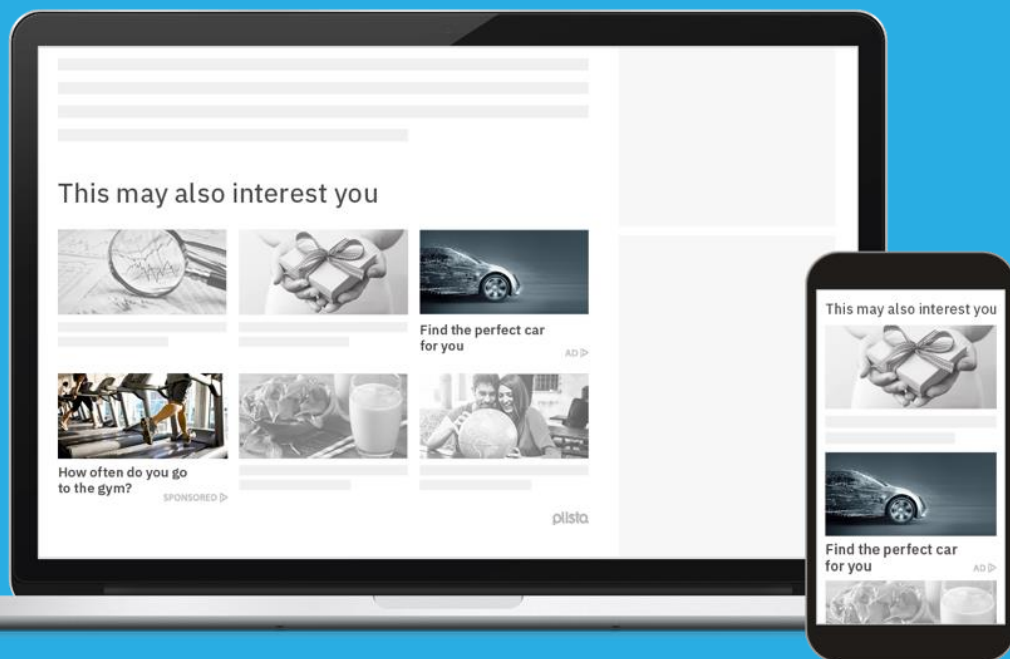 This may also interest you
Find the perfect car
for you
AD
How often do you go
to the gym?
SPONSORED
plista
This may also interest you
Find the perfect car
for you
AD